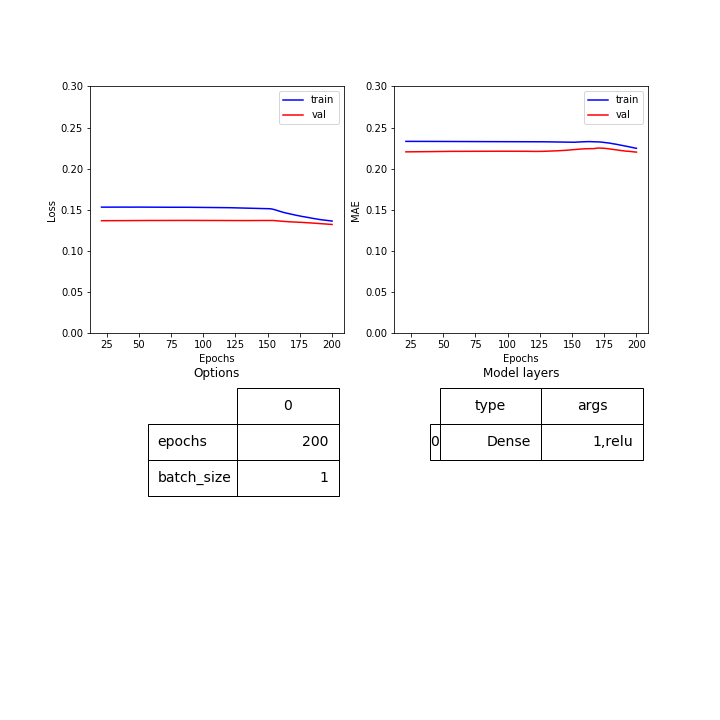 0.30
0.25
0.20
0.15
0.10
0.05
0.00
Loss
train
val
25 50 75 100 125 150 175 200
Epochs
0.30
0.25
0.20
0.15
0.10
0.05
0.00
MAE
train
val
25 50 75 100 125 150 175 200
Epochs
Options
0
epochs 200
batch_size 1
Model layers
type args
0 Dense 1,relu